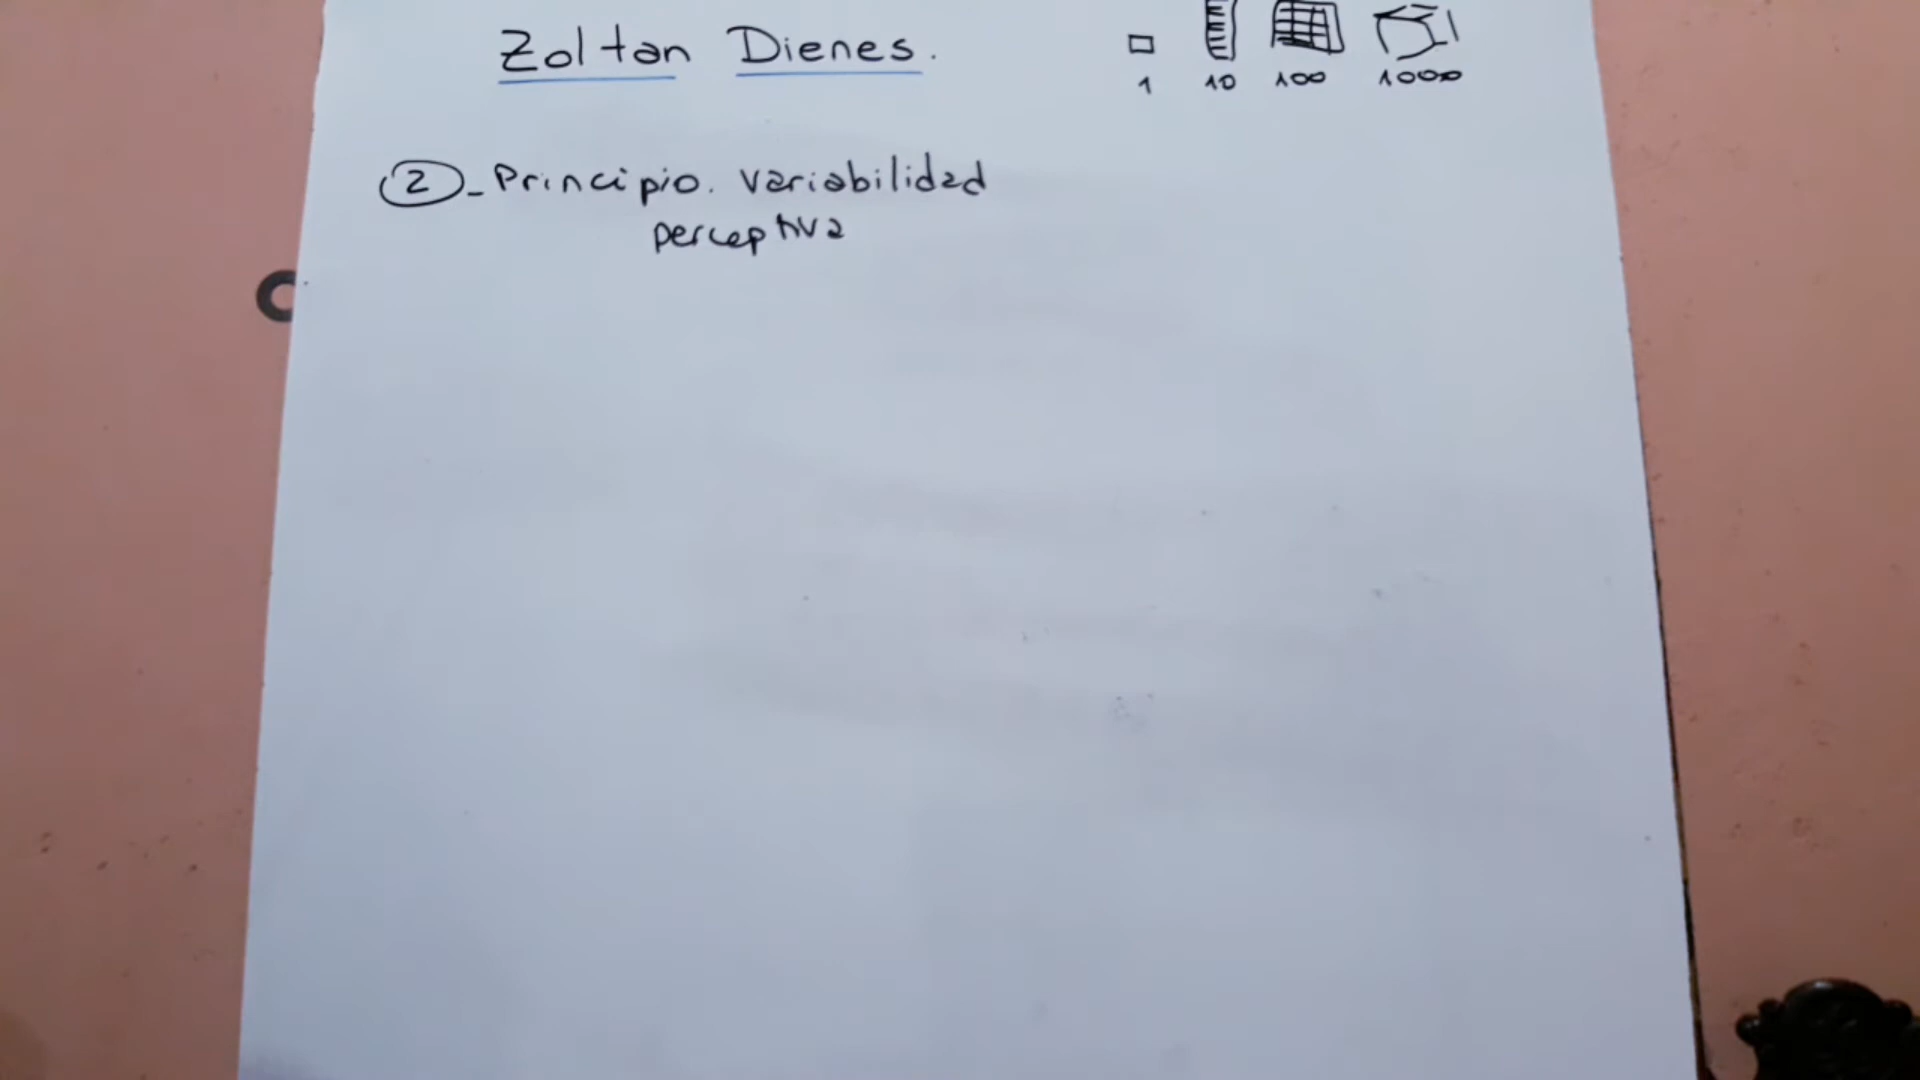 Zoltan Dienes.
1 10 100 1000
2 - Principio. variabilidad
perceptiva